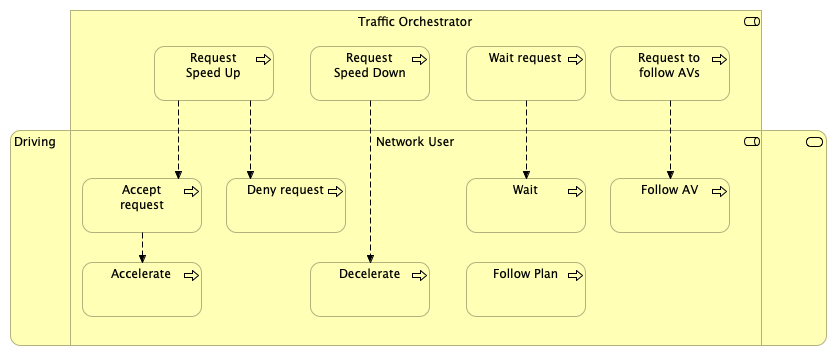 Traffic Orchestrator
Request
Speed Up
Request
Speed Down
Wait request
Request to
follow AVs
Driving
Network User
Accept
request
Deny request
Wait
Follow AV
Accelerate
Decelerate
Follow Plan